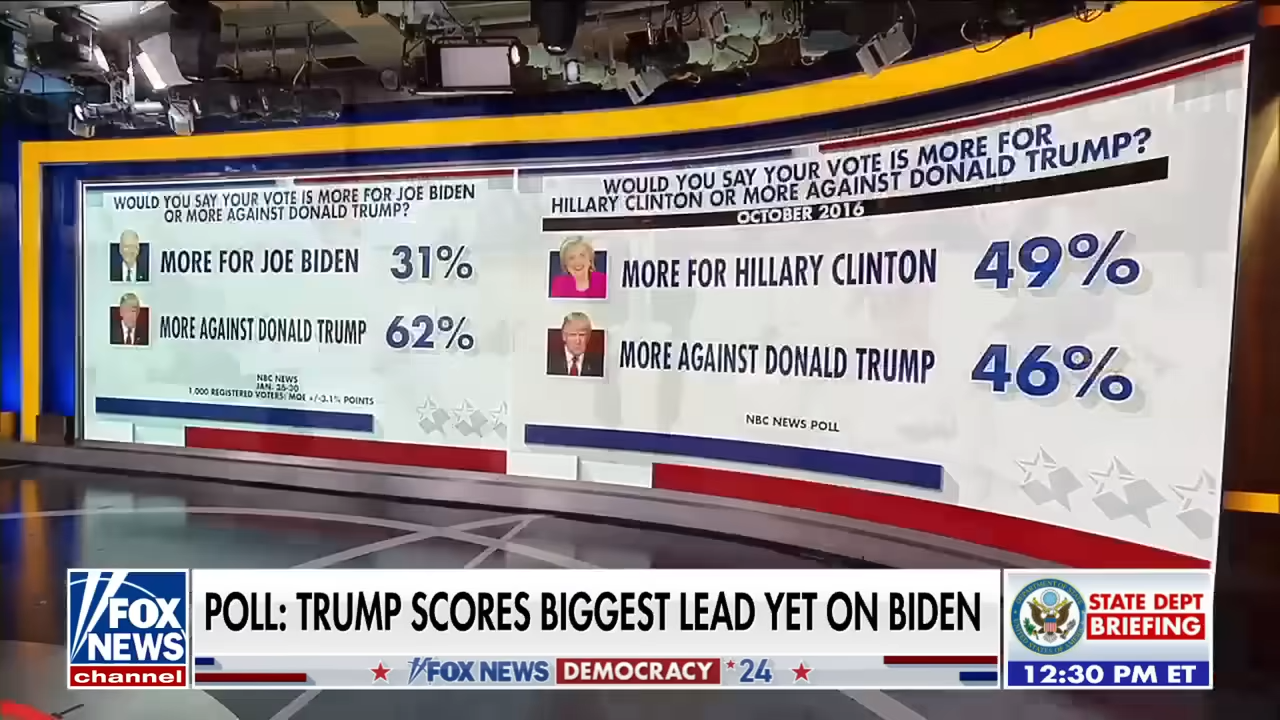 WOULD YOU SAY YOUR VOTE IS MORE FOR JOE BIDEN
OR MORE AGAINST DONALD TRUMP?
MORE FOR JOE BIDEN 31%
MORE AGAINST DONALD TRUMP 62%
NBC NEWS
1,000 REGISTERED VOTERS: MOE +/-3.1% POINTS
WOULD YOU SAY YOUR VOTE IS MORE FOR
HILLARY CLINTON OR MORE AGAINST DONALD TRUMP?
OCTOBER 2016
MORE FOR HILLARY CLINTON 49%
MORE AGAINST DONALD TRUMP 46%
NBC NEWS POLL
FOX
NEWS
channel
POLL: TRUMP SCORES BIGGEST LEAD YET ON BIDEN
FOX NEWS DEMOCRACY '24
STATE DEPT
BRIEFING
12:30 PM ET